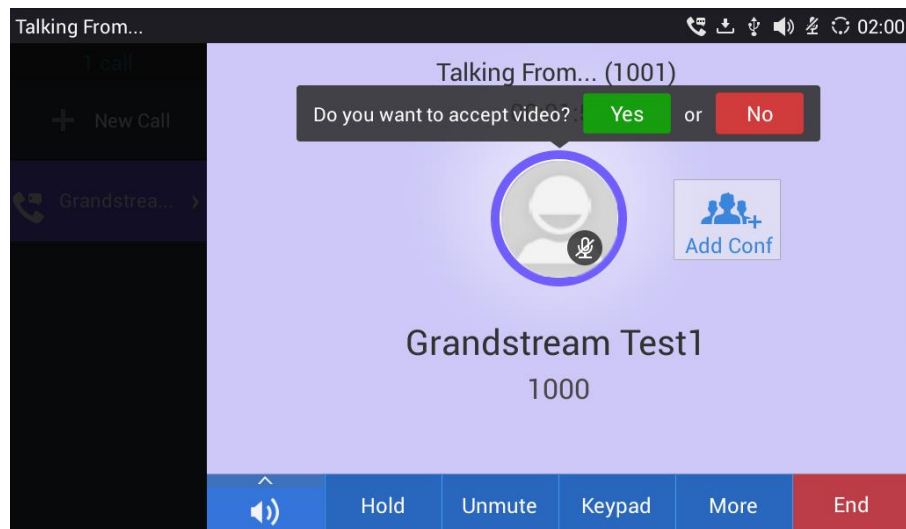 Talking From...
02:00
1 call
Talking From... (1001)
Do you want to accept video? Yes or No
New Call
Grandstrea...
Add Conf
Grandstream Test1
1000
Hold Unmute Keypad More End